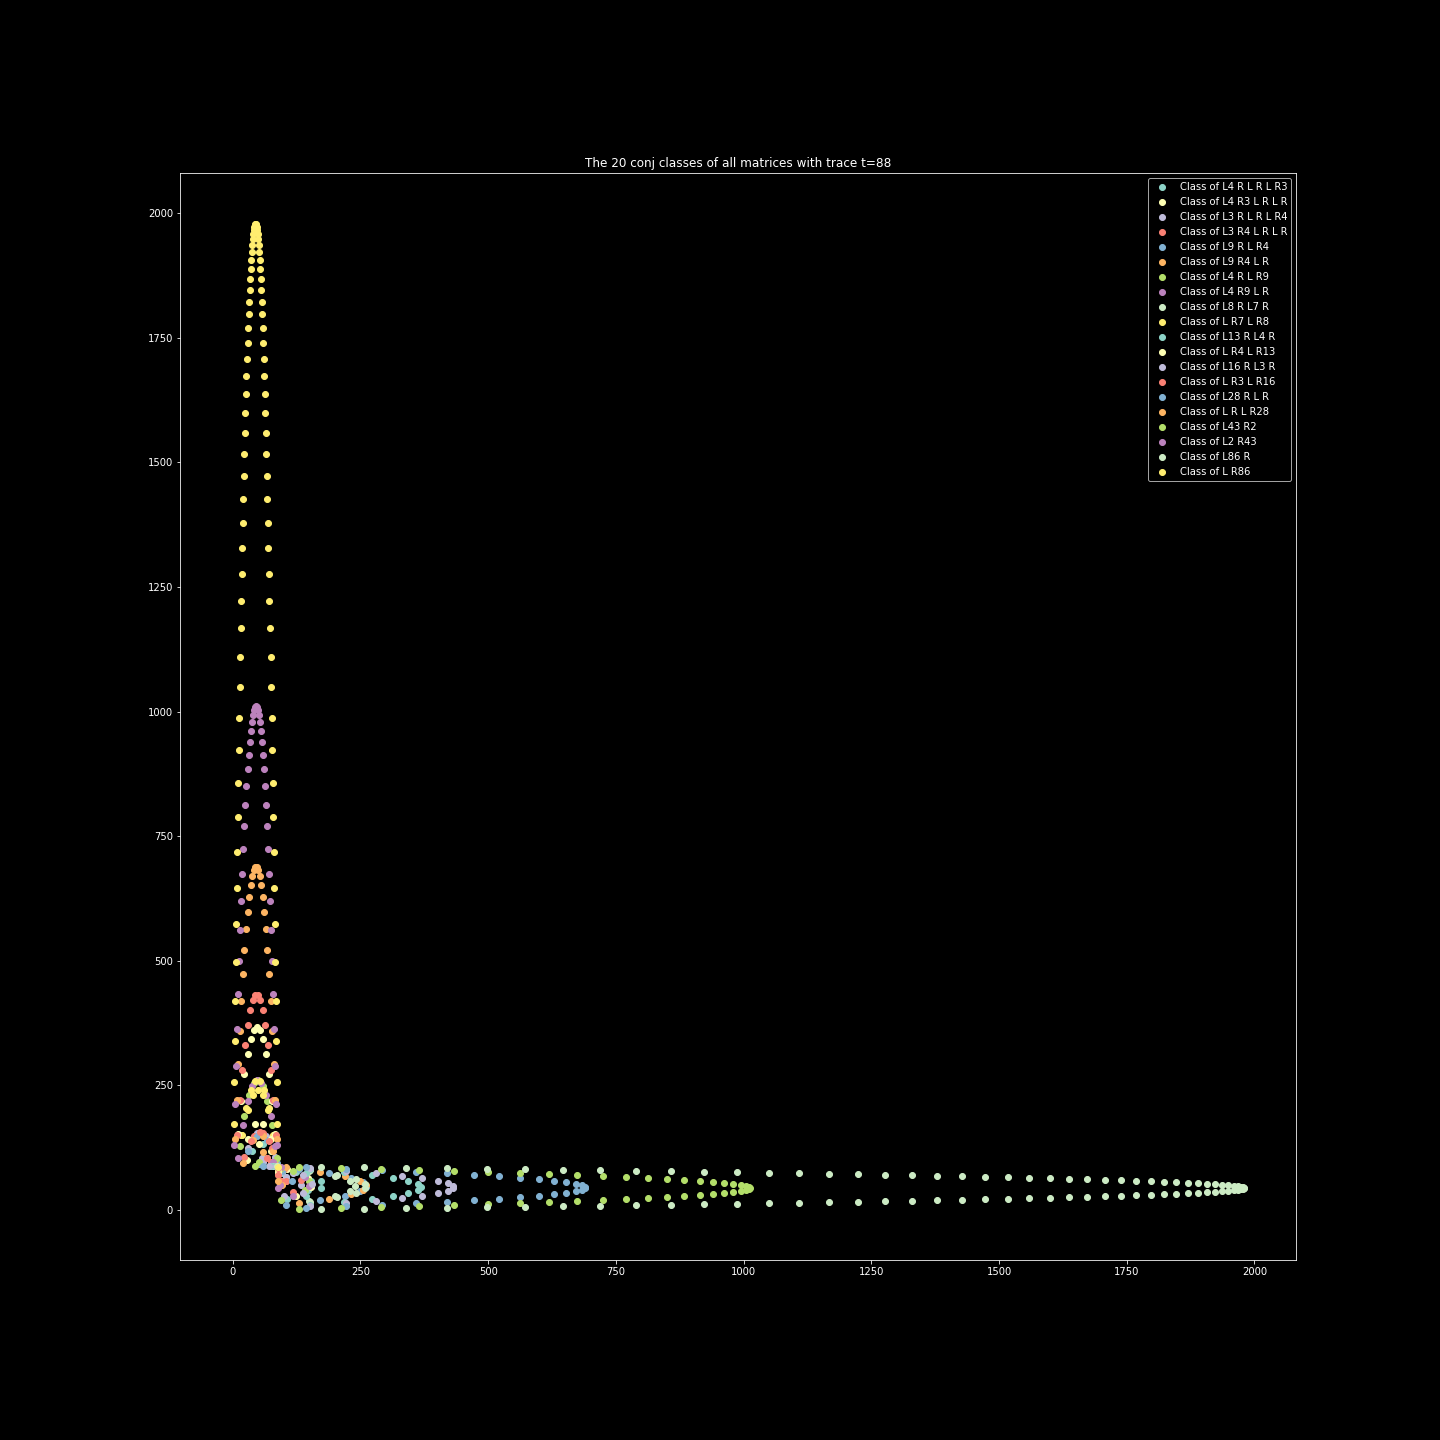 The 20 conj classes of all matrices with trace t=88
Class of L4 R L R L R3
Class of L4 R3 L R L R
Class of L3 R L R L R4
Class of L3 R4 L R L R
Class of L9 R L R4
Class of L9 R4 L R
Class of L4 R L R9
Class of L4 R9 L R
Class of L8 R L7 R
Class of L R7 L R8
Class of L13 R L4 R
Class of L R4 L R13
Class of L16 R L3 R
Class of L R3 L R16
Class of L28 R L R
Class of L R L R28
Class of L43 R2
Class of L2 R43
Class of L86 R
Class of L R86
2000
1750
1500
1250
1000
750
500
250
0
0 250 500 750 1000 1250 1500 1750 2000